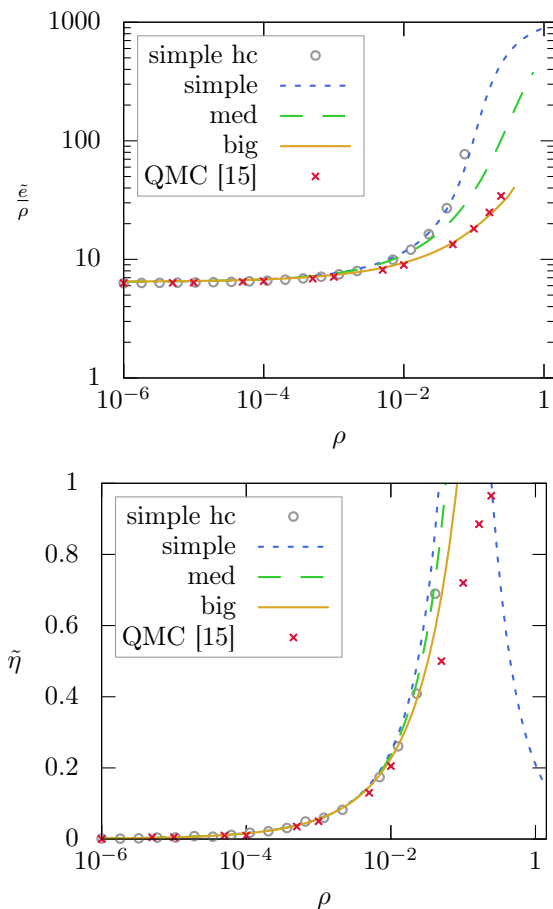 1000
100
10
1
ẽ/ρ
simple hc
simple
med
big
QMC [15]
10⁻⁶ 10⁻⁴ 10⁻² 1
ρ
1
0.8
0.6
0.4
0.2
0
η̃
simple hc
simple
med
big
QMC [15]
10⁻⁶ 10⁻⁴ 10⁻² 1
ρ